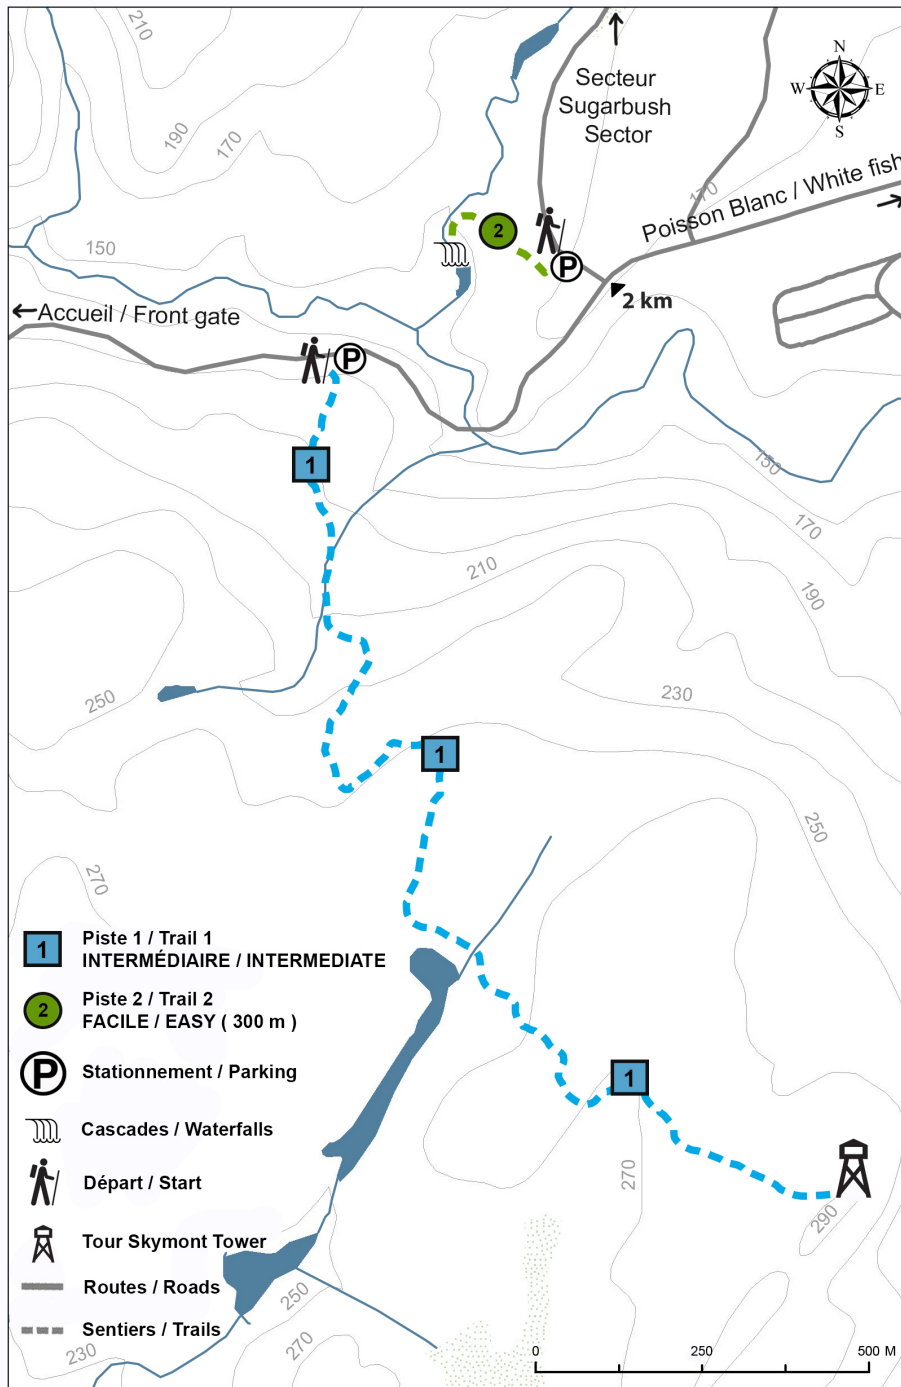 210
190
170
N
W
E
S
Secteur
Sugarbush
Sector
170
Poisson Blanc / White fish
2
150
P
2 km
Accueil / Front gate
P
1
150
170
210
190
250
230
1
250
270
1
Piste 1 / Trail 1
INTERMÉDIAIRE / INTERMEDIATE
2
Piste 2 / Trail 2
FACILE / EASY ( 300 m )
P
Stationnement / Parking
1
Cascades / Waterfalls
270
Départ / Start
290
Tour Skymont Tower
Routes / Roads
250
Sentiers / Trails
270
230
0
250
500 M